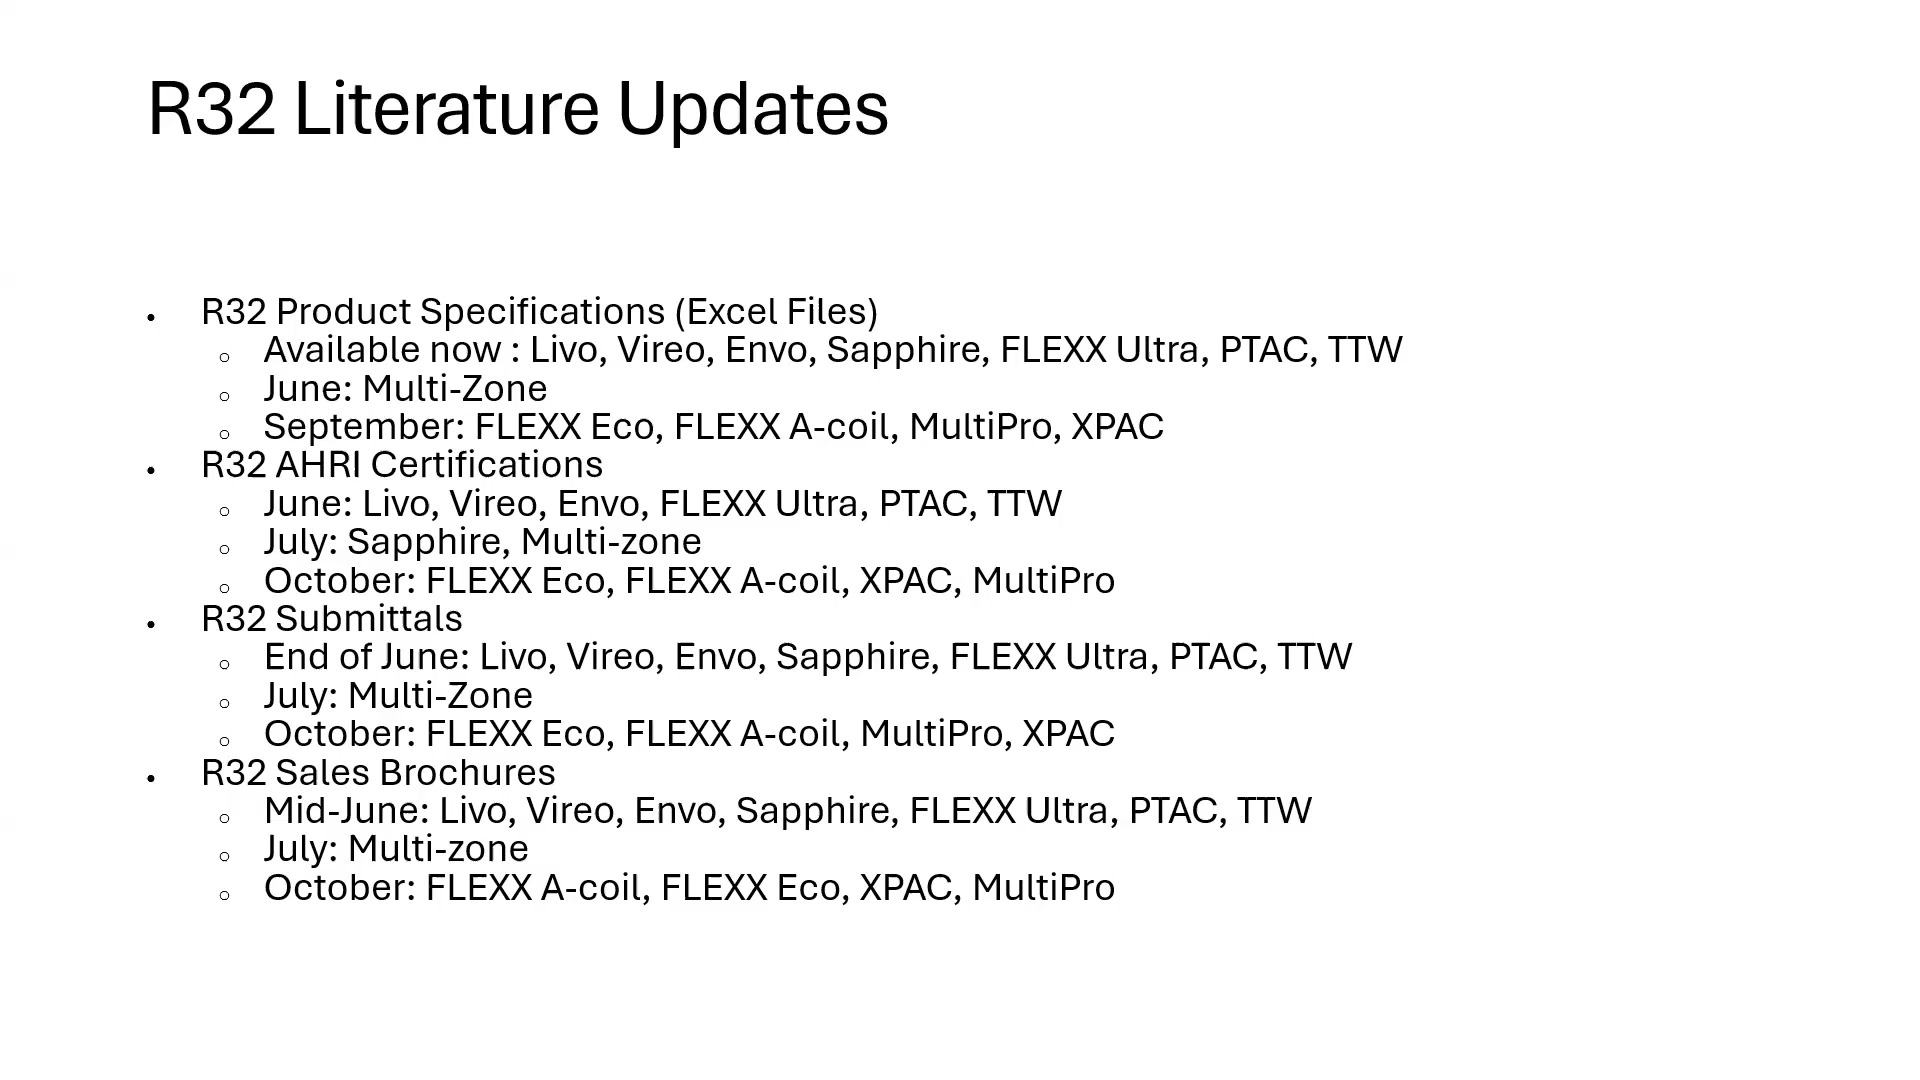 R32 Literature Updates
• R32 Product Specifications (Excel Files)
○ Available now : Livo, Vireo, Envo, Sapphire, FLEXX Ultra, PTAC, TTW
○ June: Multi-Zone
○ September: FLEXX Eco, FLEXX A-coil, MultiPro, XPAC
• R32 AHRI Certifications
○ June: Livo, Vireo, Envo, FLEXX Ultra, PTAC, TTW
○ July: Sapphire, Multi-zone
○ October: FLEXX Eco, FLEXX A-coil, XPAC, MultiPro
• R32 Submittals
○ End of June: Livo, Vireo, Envo, Sapphire, FLEXX Ultra, PTAC, TTW
○ July: Multi-Zone
○ October: FLEXX Eco, FLEXX A-coil, MultiPro, XPAC
• R32 Sales Brochures
○ Mid-June: Livo, Vireo, Envo, Sapphire, FLEXX Ultra, PTAC, TTW
○ July: Multi-zone
○ October: FLEXX A-coil, FLEXX Eco, XPAC, MultiPro